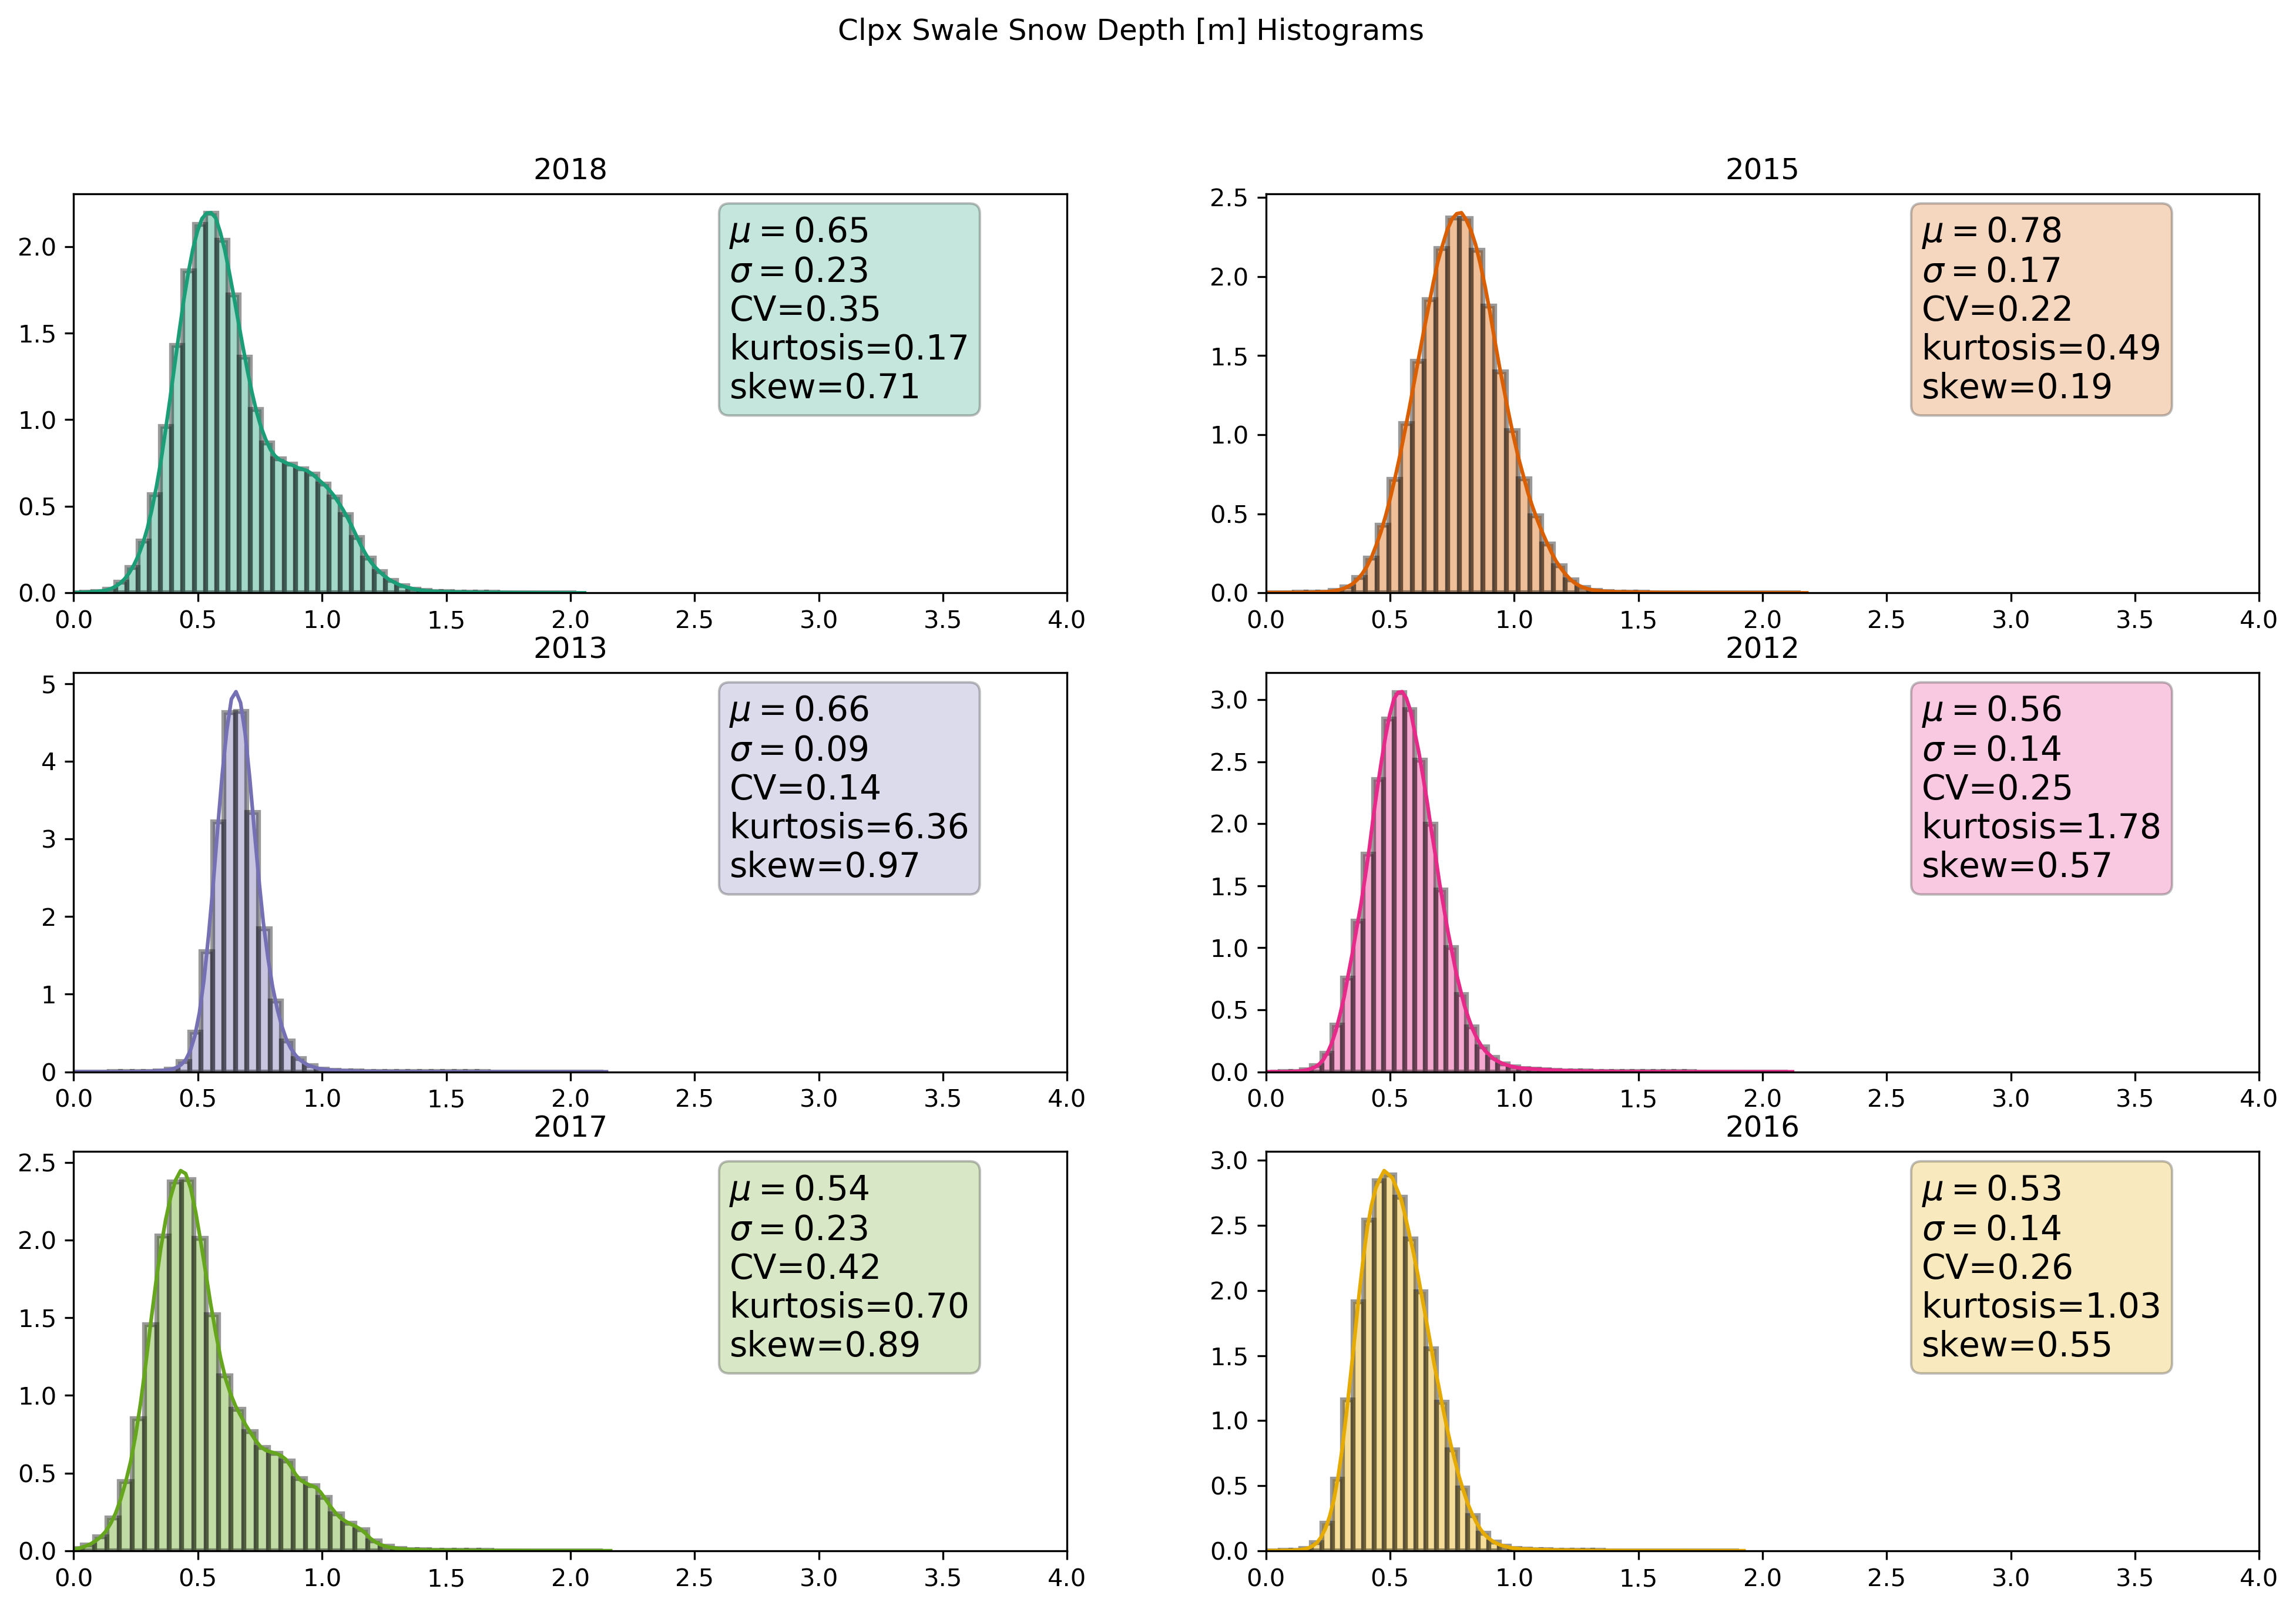 Clpx Swale Snow Depth [m] Histograms
2018
2.0
1.5
1.0
0.5
0.0
μ = 0.65
σ = 0.23
CV=0.35
kurtosis=0.17
skew=0.71
0.0 0.5 1.0 1.5 2.0 2.5 3.0 3.5 4.0
2015
2.5
2.0
1.5
1.0
0.5
0.0
μ = 0.78
σ = 0.17
CV=0.22
kurtosis=0.49
skew=0.19
0.0 0.5 1.0 1.5 2.0 2.5 3.0 3.5 4.0
2013
5
4
3
2
1
0
μ = 0.66
σ = 0.09
CV=0.14
kurtosis=6.36
skew=0.97
0.0 0.5 1.0 1.5 2.0 2.5 3.0 3.5 4.0
2012
3.0
2.5
2.0
1.5
1.0
0.5
0.0
μ = 0.56
σ = 0.14
CV=0.25
kurtosis=1.78
skew=0.57
0.0 0.5 1.0 1.5 2.0 2.5 3.0 3.5 4.0
2017
2.5
2.0
1.5
1.0
0.5
0.0
μ = 0.54
σ = 0.23
CV=0.42
kurtosis=0.70
skew=0.89
0.0 0.5 1.0 1.5 2.0 2.5 3.0 3.5 4.0
2016
3.0
2.5
2.0
1.5
1.0
0.5
0.0
μ = 0.53
σ = 0.14
CV=0.26
kurtosis=1.03
skew=0.55
0.0 0.5 1.0 1.5 2.0 2.5 3.0 3.5 4.0